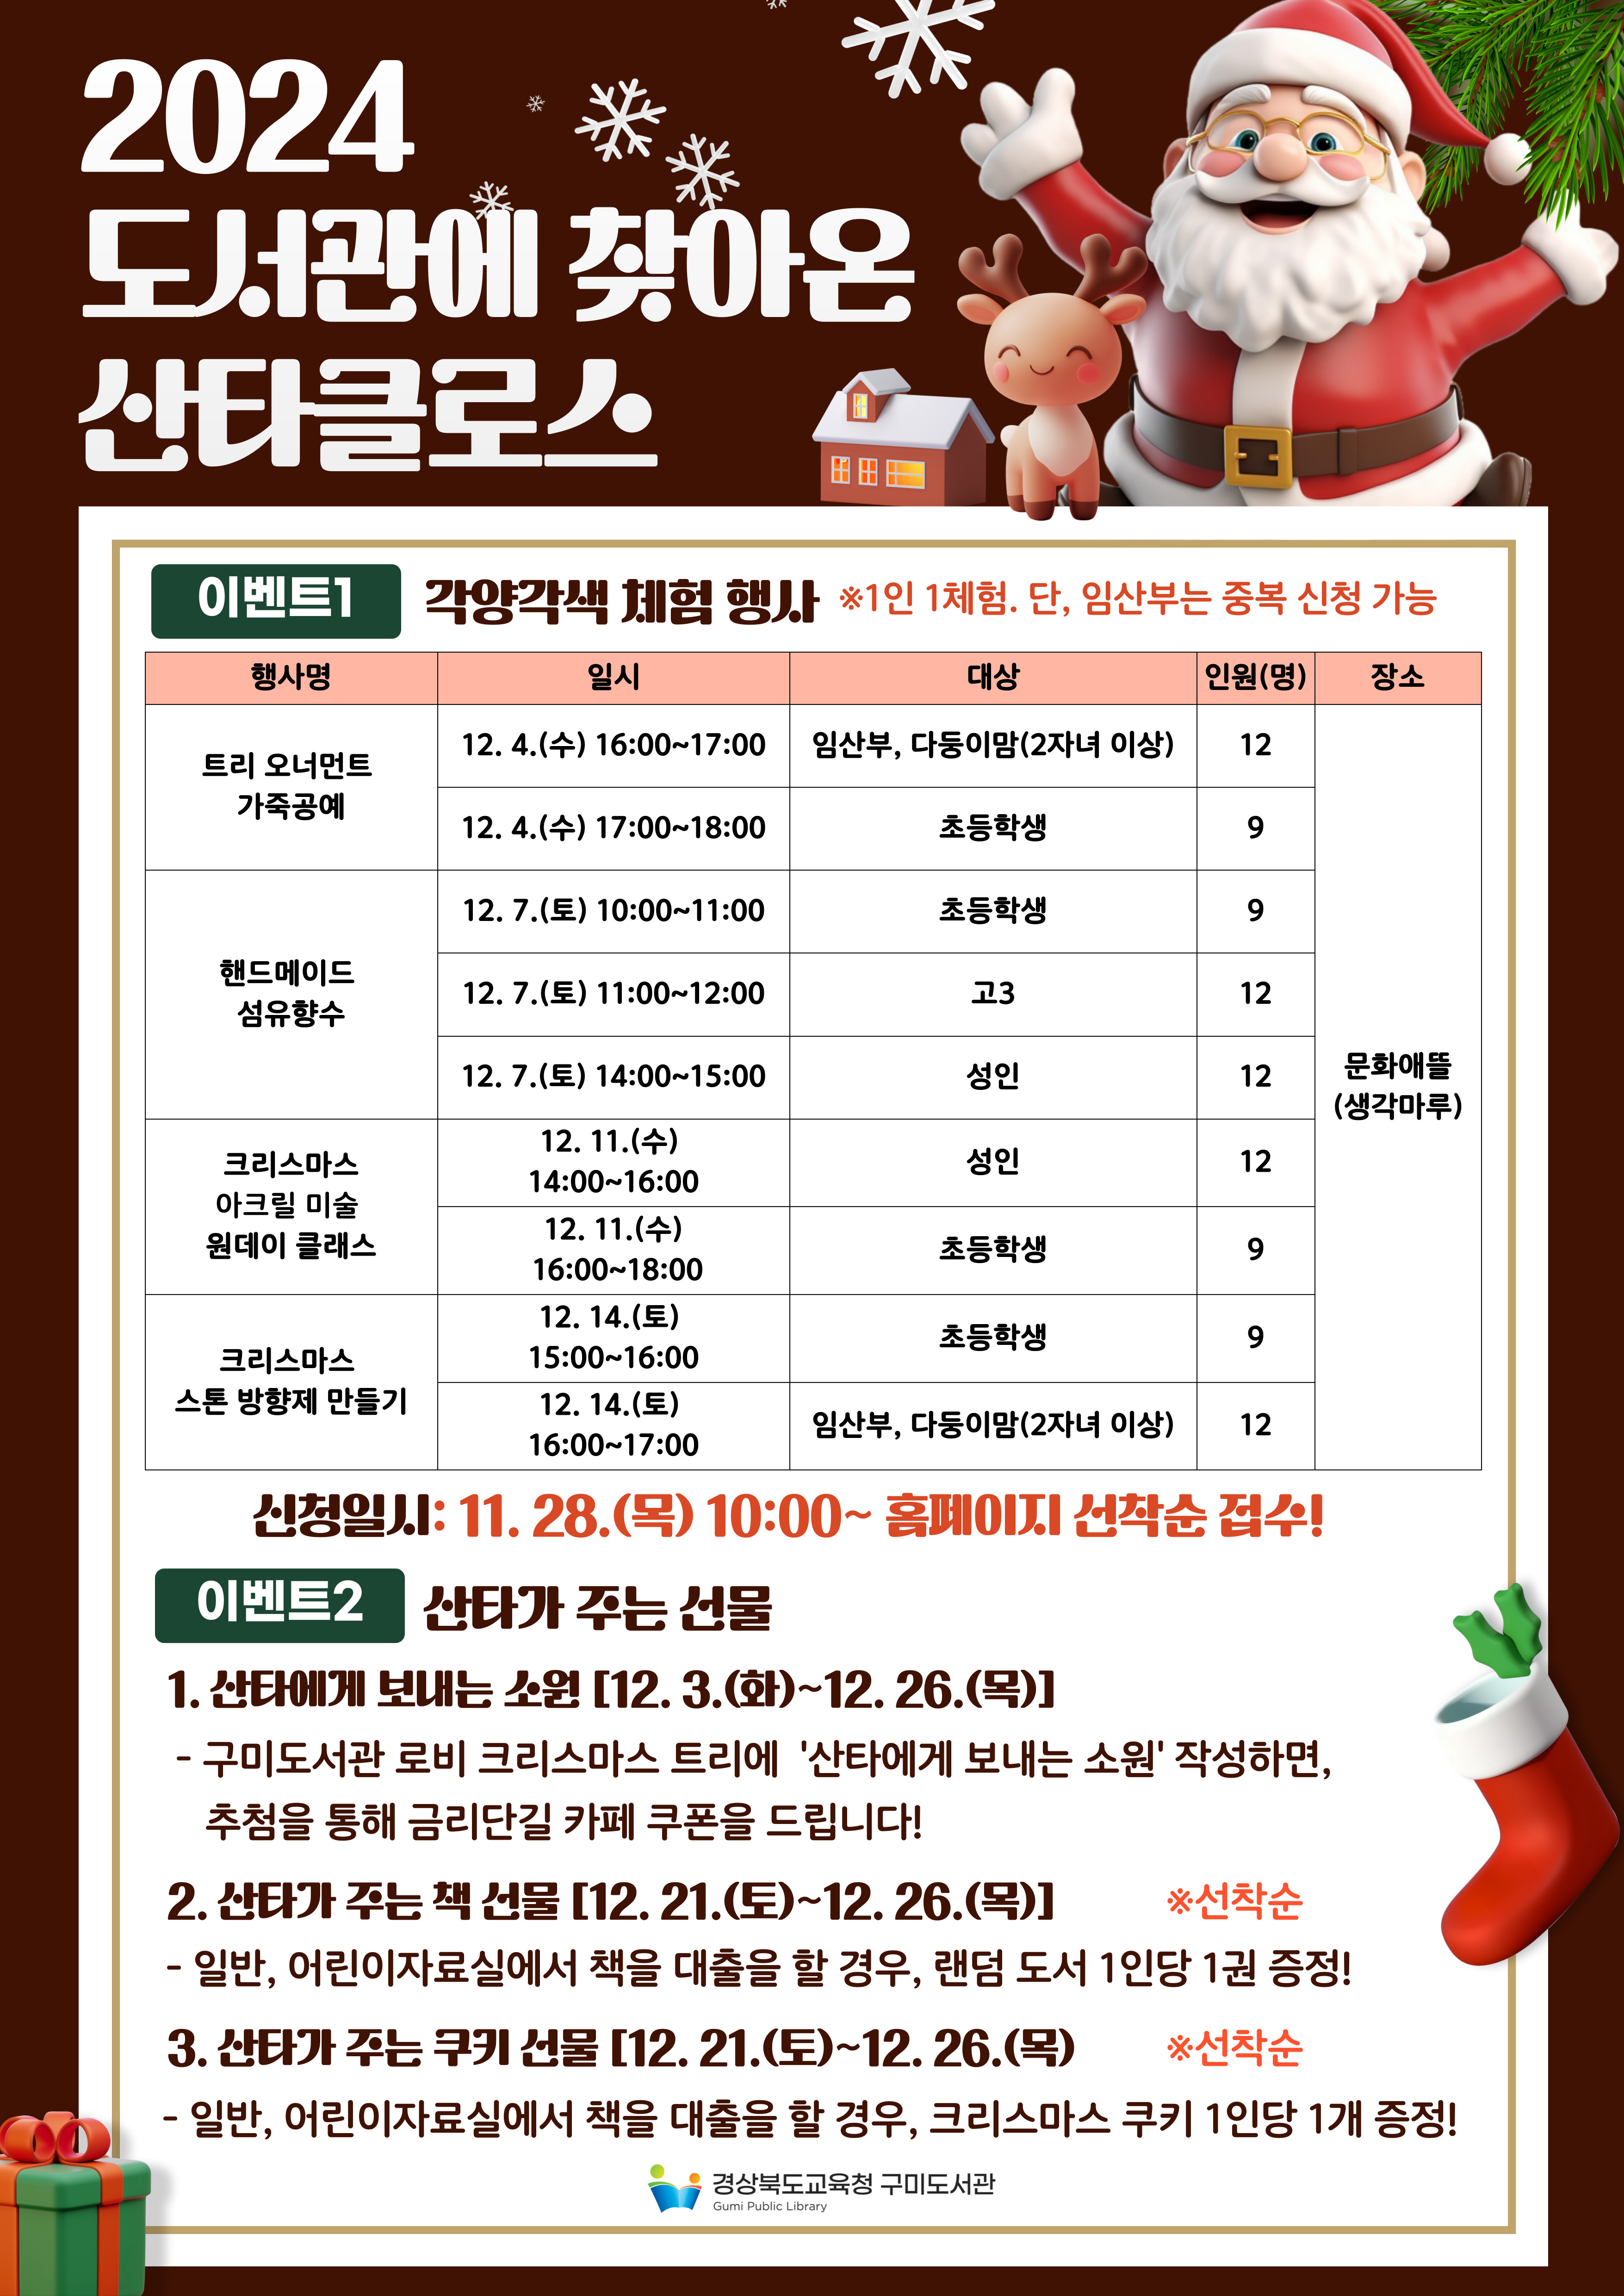 2024
도서관에 찾아온
산타클로스
이벤트1 각양각색 체험 행사 ※1인 1체험. 단, 임산부는 중복 신청 가능
행사명 일시 대상 인원(명) 장소
트리 오너먼트
가죽공예
12. 4.(수) 16:00~17:00 임산부, 다둥이맘(2자녀 이상) 12
12. 4.(수) 17:00~18:00 초등학생 9
핸드메이드
섬유향수
12. 7.(토) 10:00~11:00 초등학생 9
12. 7.(토) 11:00~12:00 고3 12
12. 7.(토) 14:00~15:00 성인 12
문화애뜰
(생각마루)
크리스마스
아크릴 미술
원데이 클래스
12. 11.(수)
14:00~16:00
성인 12
12. 11.(수)
16:00~18:00
초등학생 9
크리스마스
스톤 방향제 만들기
12. 14.(토)
15:00~16:00
초등학생 9
12. 14.(토)
16:00~17:00
임산부, 다둥이맘(2자녀 이상) 12
신청일시: 11. 28.(목) 10:00~ 홈페이지 선착순 접수!
이벤트2 산타가 주는 선물
1. 산타에게 보내는 소원 [12. 3.(화)~12. 26.(목)]
- 구미도서관 로비 크리스마스 트리에 '산타에게 보내는 소원' 작성하면,
추첨을 통해 금리단길 카페 쿠폰을 드립니다!
2. 산타가 주는 책 선물 [12. 21.(토)~12. 26.(목)] ※선착순
- 일반, 어린이자료실에서 책을 대출을 할 경우, 랜덤 도서 1인당 1권 증정!
3. 산타가 주는 쿠키 선물 [12. 21.(토)~12. 26.(목) ※선착순
- 일반, 어린이자료실에서 책을 대출을 할 경우, 크리스마스 쿠키 1인당 1개 증정!
경상북도교육청 구미도서관
Gumi Public Library